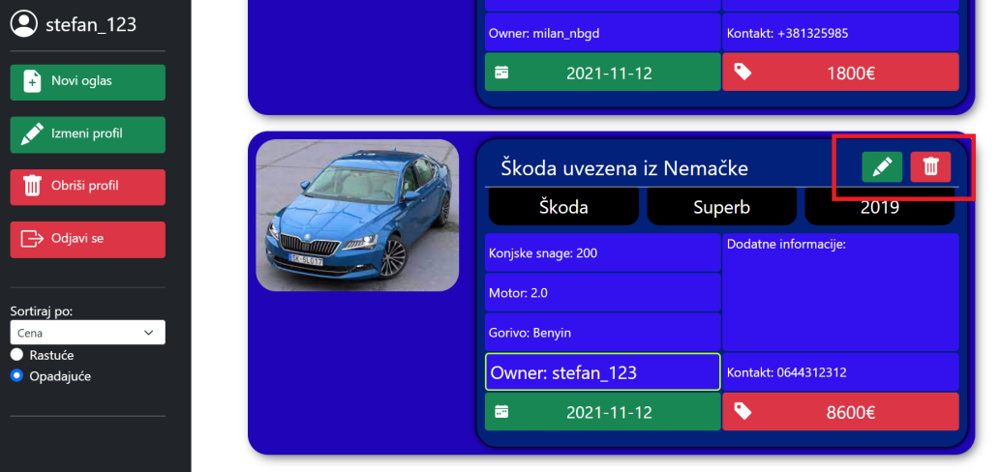 stefan_123
Novi oglas
Izmeni profil
Obriši profil
Odjavi se
Sortiraj po:
Cena
Rastuće
Opadajuće
Owner: milan_nbgd
Kontakt: +381325985
2021-11-12
1800€
Škoda uvezena iz Nemačke
Škoda
Superb
2019
Konjske snage: 200
Dodatne informacije:
Motor: 2.0
Gorivo: Benyin
Owner: stefan_123
Kontakt: 0644312312
2021-11-12
8600€
SK-SL017